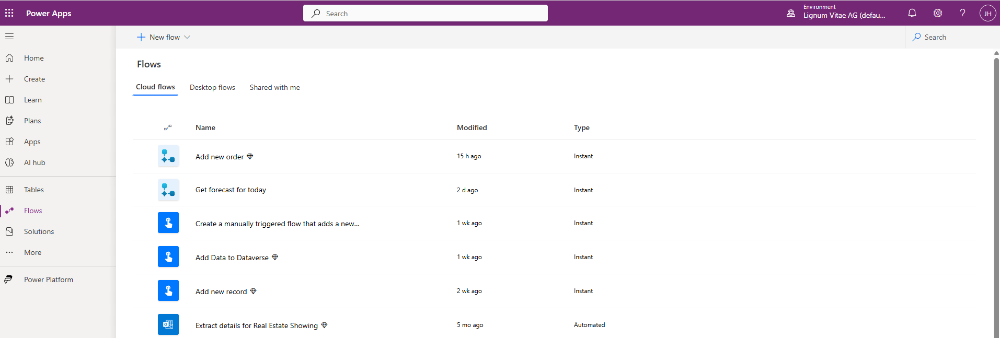 Power Apps
Search
Environment
Lignum Vitae AG (defau...
JH
New flow
Search
Home
Create
Learn
Plans
Apps
AI hub
Tables
Flows
Solutions
More
Power Platform
Flows
Cloud flows Desktop flows Shared with me
Name Modified Type
Add new order 15 h ago Instant
Get forecast for today 2 d ago Instant
Create a manually triggered flow that adds a new... 1 wk ago Instant
Add Data to Dataverse 1 wk ago Instant
Add new record 2 wk ago Instant
Extract details for Real Estate Showing 5 mo ago Automated